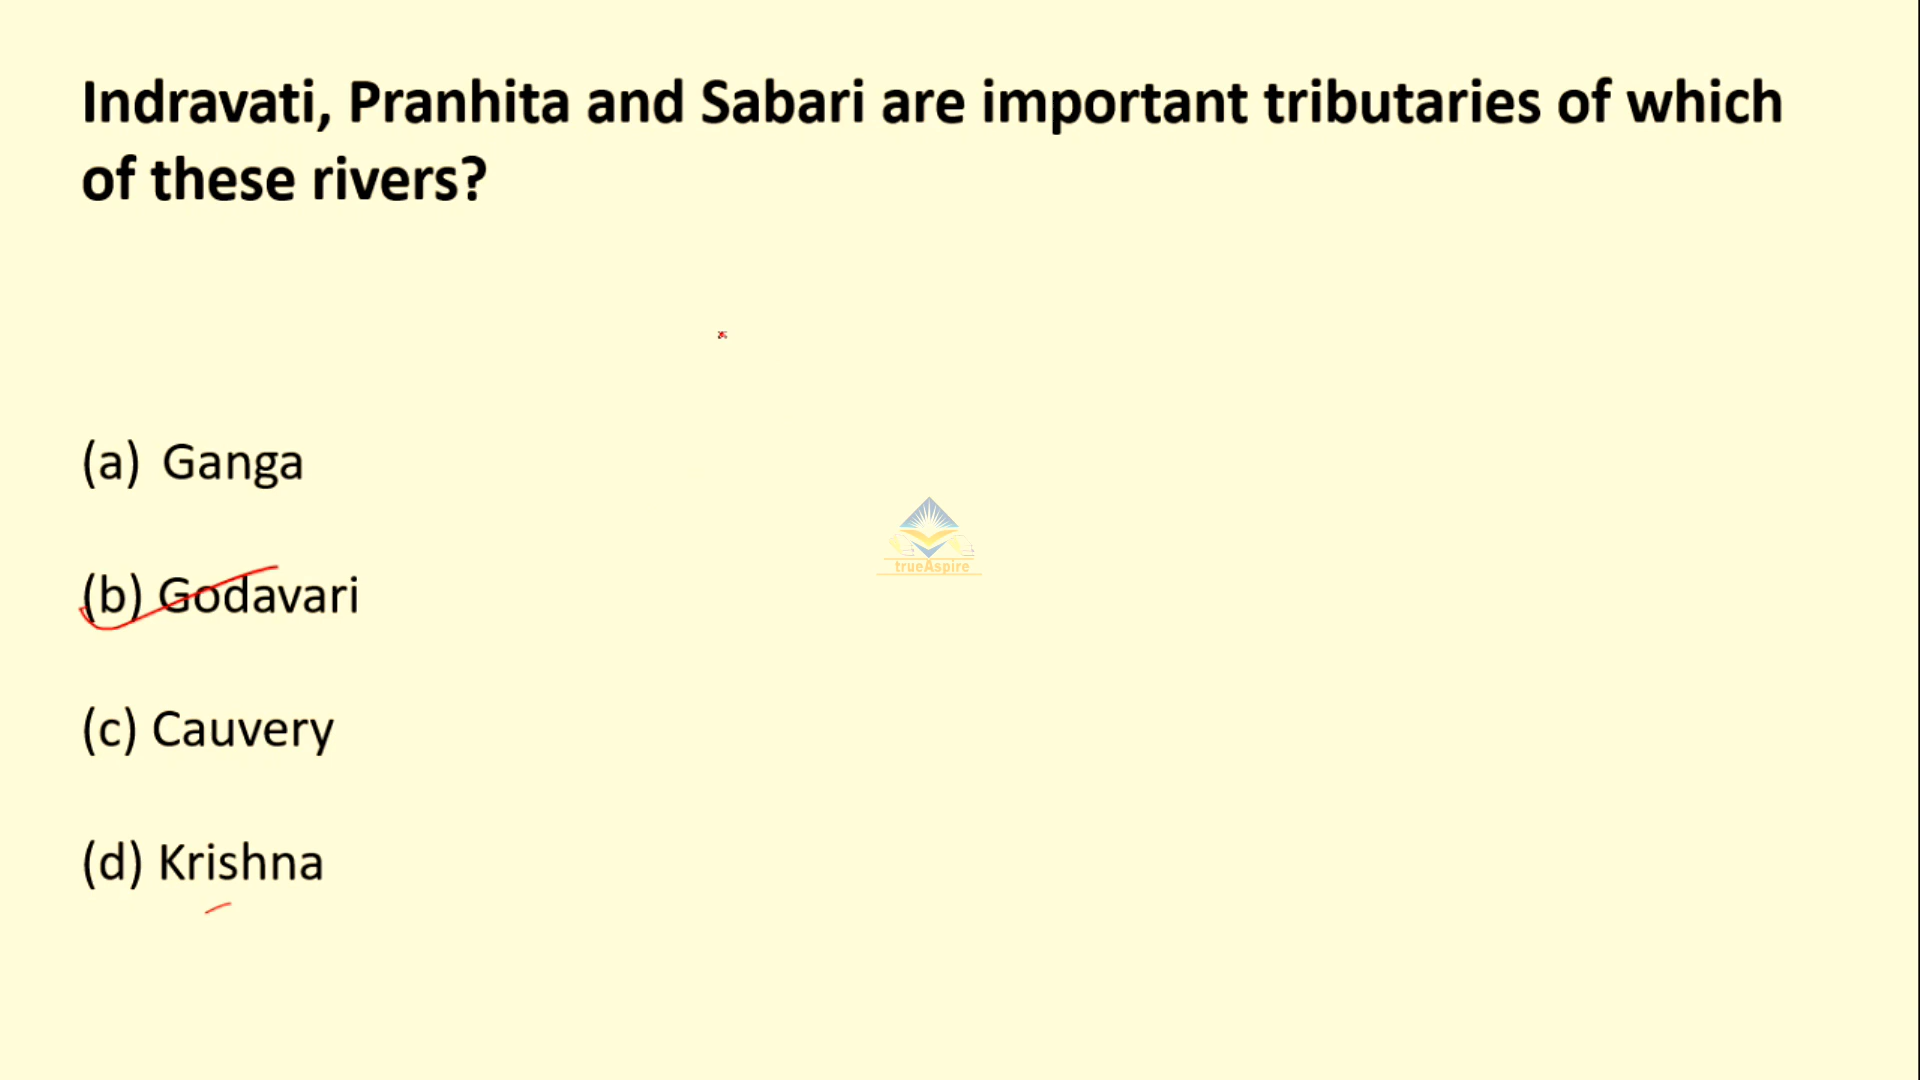 Indravati, Pranhita and Sabari are important tributaries of which
of these rivers?
(a) Ganga
trueAspire
(b) Godavari
(c) Cauvery
(d) Krishna